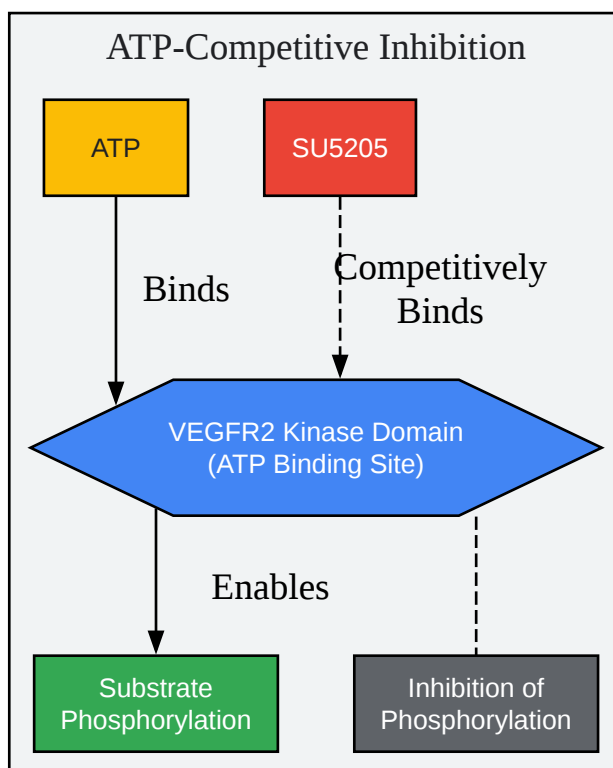 ATP-Competitive Inhibition
ATP
SU5205
Binds
Competitively
Binds
VEGFR2 Kinase Domain
(ATP Binding Site)
Enables
Substrate
Phosphorylation
Inhibition of
Phosphorylation